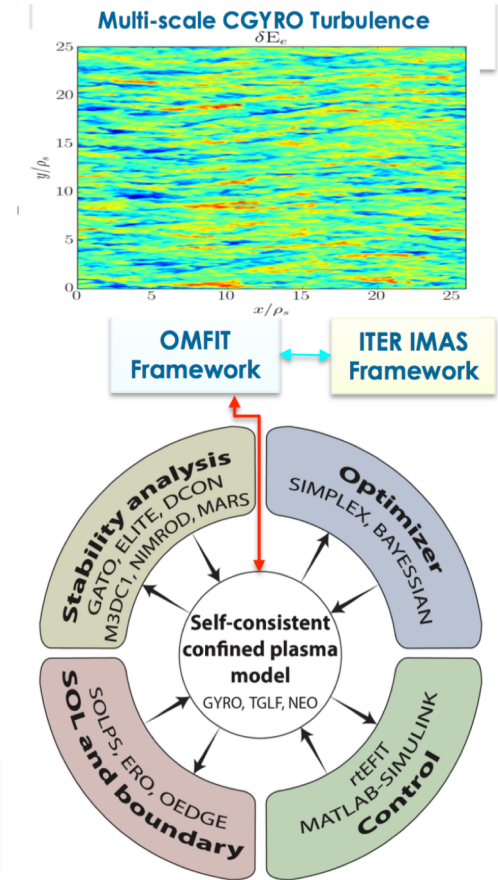 Multi-scale CGYRO Turbulence
δEₑ
25
20
15
10
5
0
y/ρₛ
0 5 10 15 20 25
x/ρₛ
OMFIT
Framework
ITER IMAS
Framework
Stability analysis
GATO, ELITE, DCON
M3DC1, NIMROD, MARS
Optimizer
SIMPLEX, BAYESSIAN
Self-consistent
confined plasma
model
GYRO, TGLF, NEO
SOLPS, ERO, OEDGE
SOL and boundary
rtEFIT
MATLAB-SIMULINK
Control